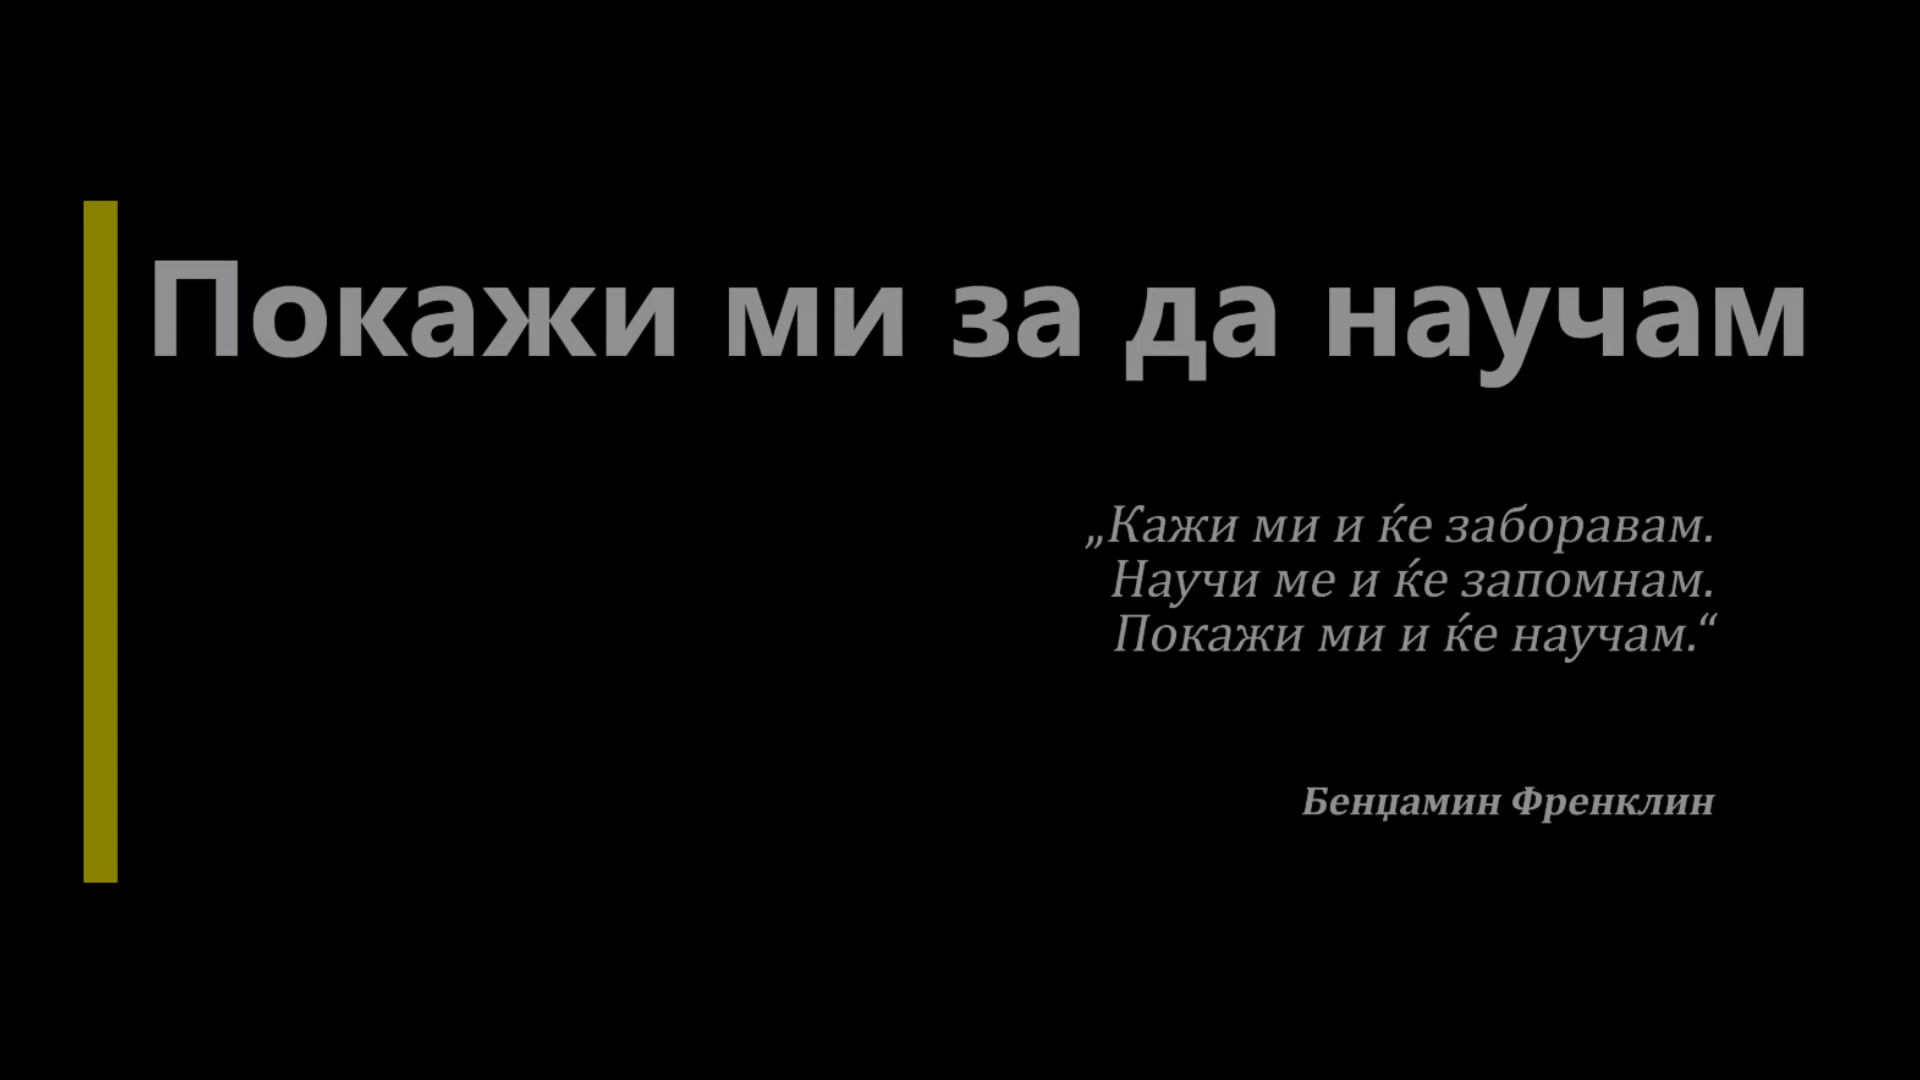 Покажи ми за да научам
„Кажи ми и ќе заборавам.
Научи ме и ќе запомнам.
Покажи ми и ќе научам.“
Бенџамин Френклин